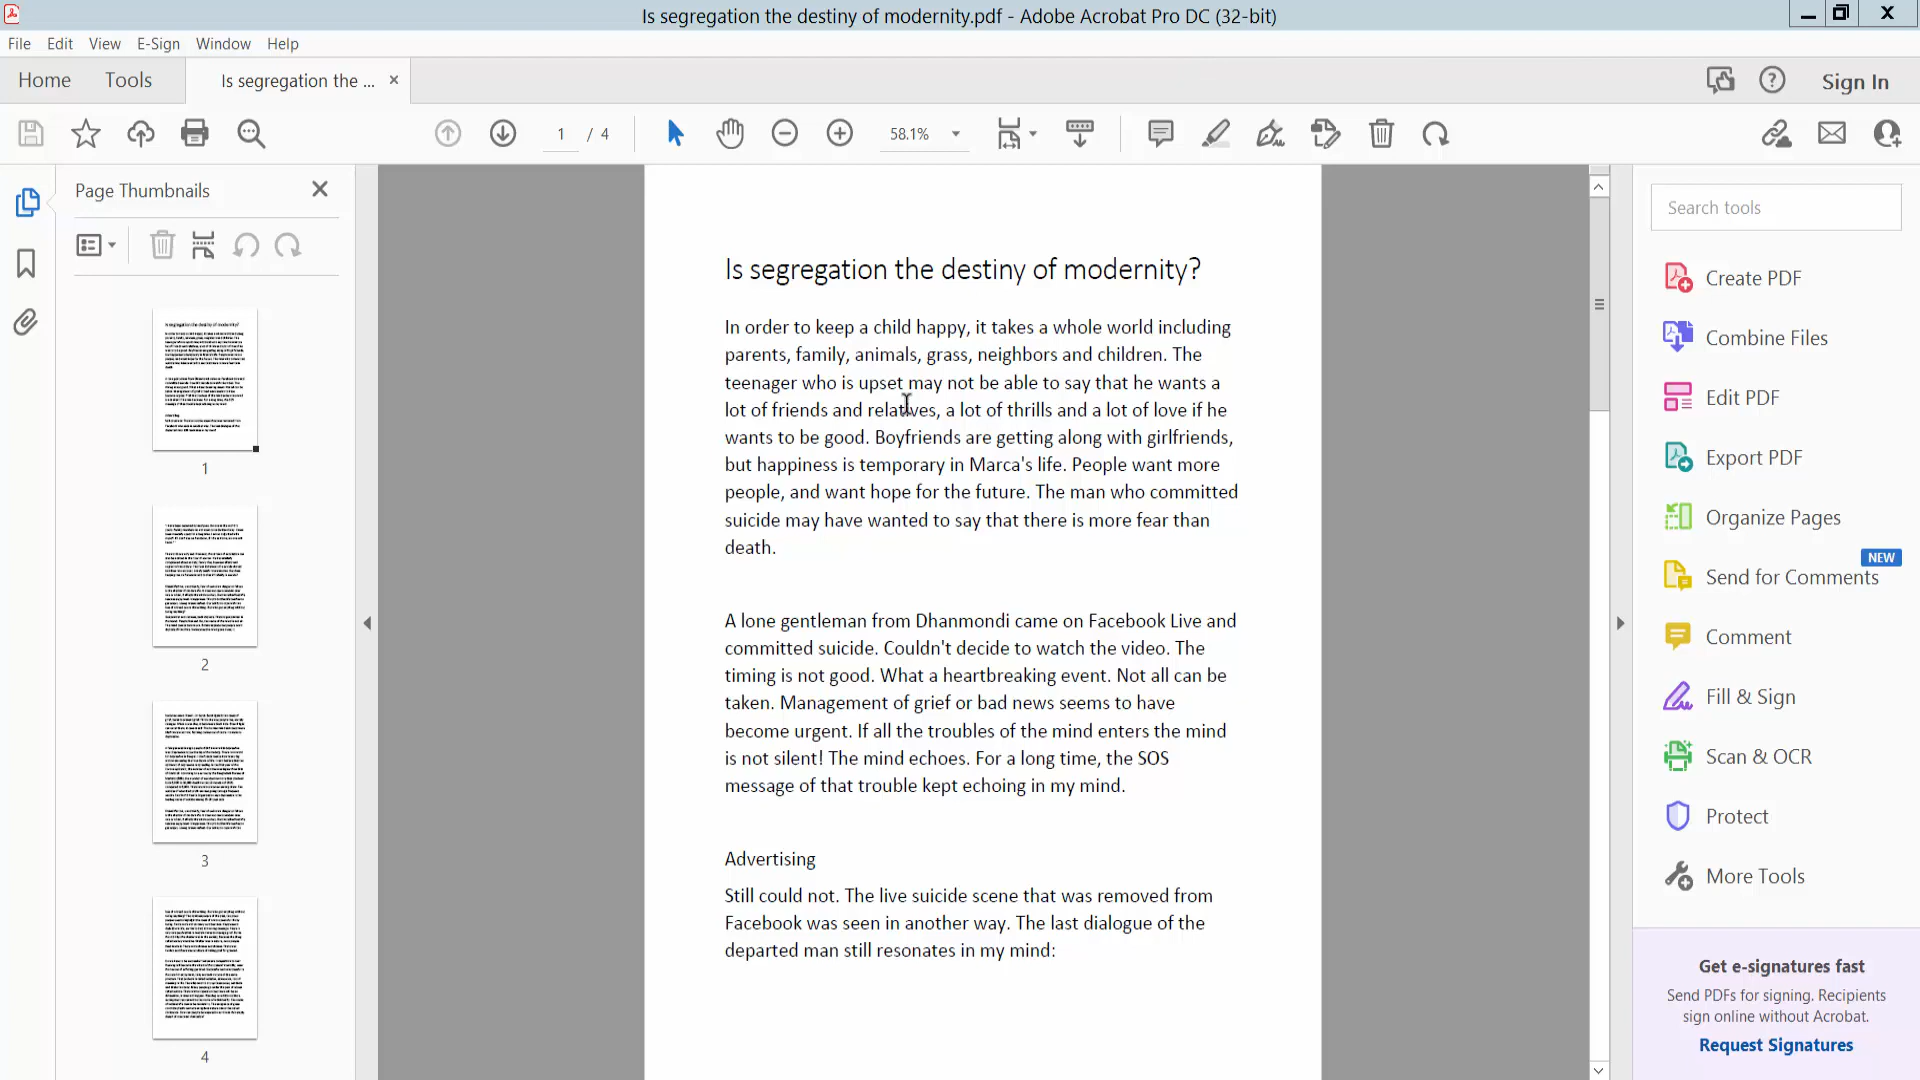 Is segregation the destiny of modernity.pdf - Adobe Acrobat Pro DC (32-bit)
File Edit View E-Sign Window Help
Home Tools Is segregation the ... ×
Sign In
1 / 4 58.1%
Page Thumbnails
1
2
3
4
Is segregation the destiny of modernity?
In order to keep a child happy, it takes a whole world including
parents, family, animals, grass, neighbors and children. The
teenager who is upset may not be able to say that he wants a
lot of friends and relatives, a lot of thrills and a lot of love if he
wants to be good. Boyfriends are getting along with girlfriends,
but happiness is temporary in Marca's life. People want more
people, and want hope for the future. The man who committed
suicide may have wanted to say that there is more fear than
death.
A lone gentleman from Dhanmondi came on Facebook Live and
committed suicide. Couldn't decide to watch the video. The
timing is not good. What a heartbreaking event. Not all can be
taken. Management of grief or bad news seems to have
become urgent. If all the troubles of the mind enters the mind
is not silent! The mind echoes. For a long time, the SOS
message of that trouble kept echoing in my mind.
Advertising
Still could not. The live suicide scene that was removed from
Facebook was seen in another way. The last dialogue of the
departed man still resonates in my mind:
Search tools
Create PDF
Combine Files
Edit PDF
Export PDF
Organize Pages
NEW
Send for Comments
Comment
Fill & Sign
Scan & OCR
Protect
More Tools
Get e-signatures fast
Send PDFs for signing. Recipients
sign online without Acrobat.
Request Signatures